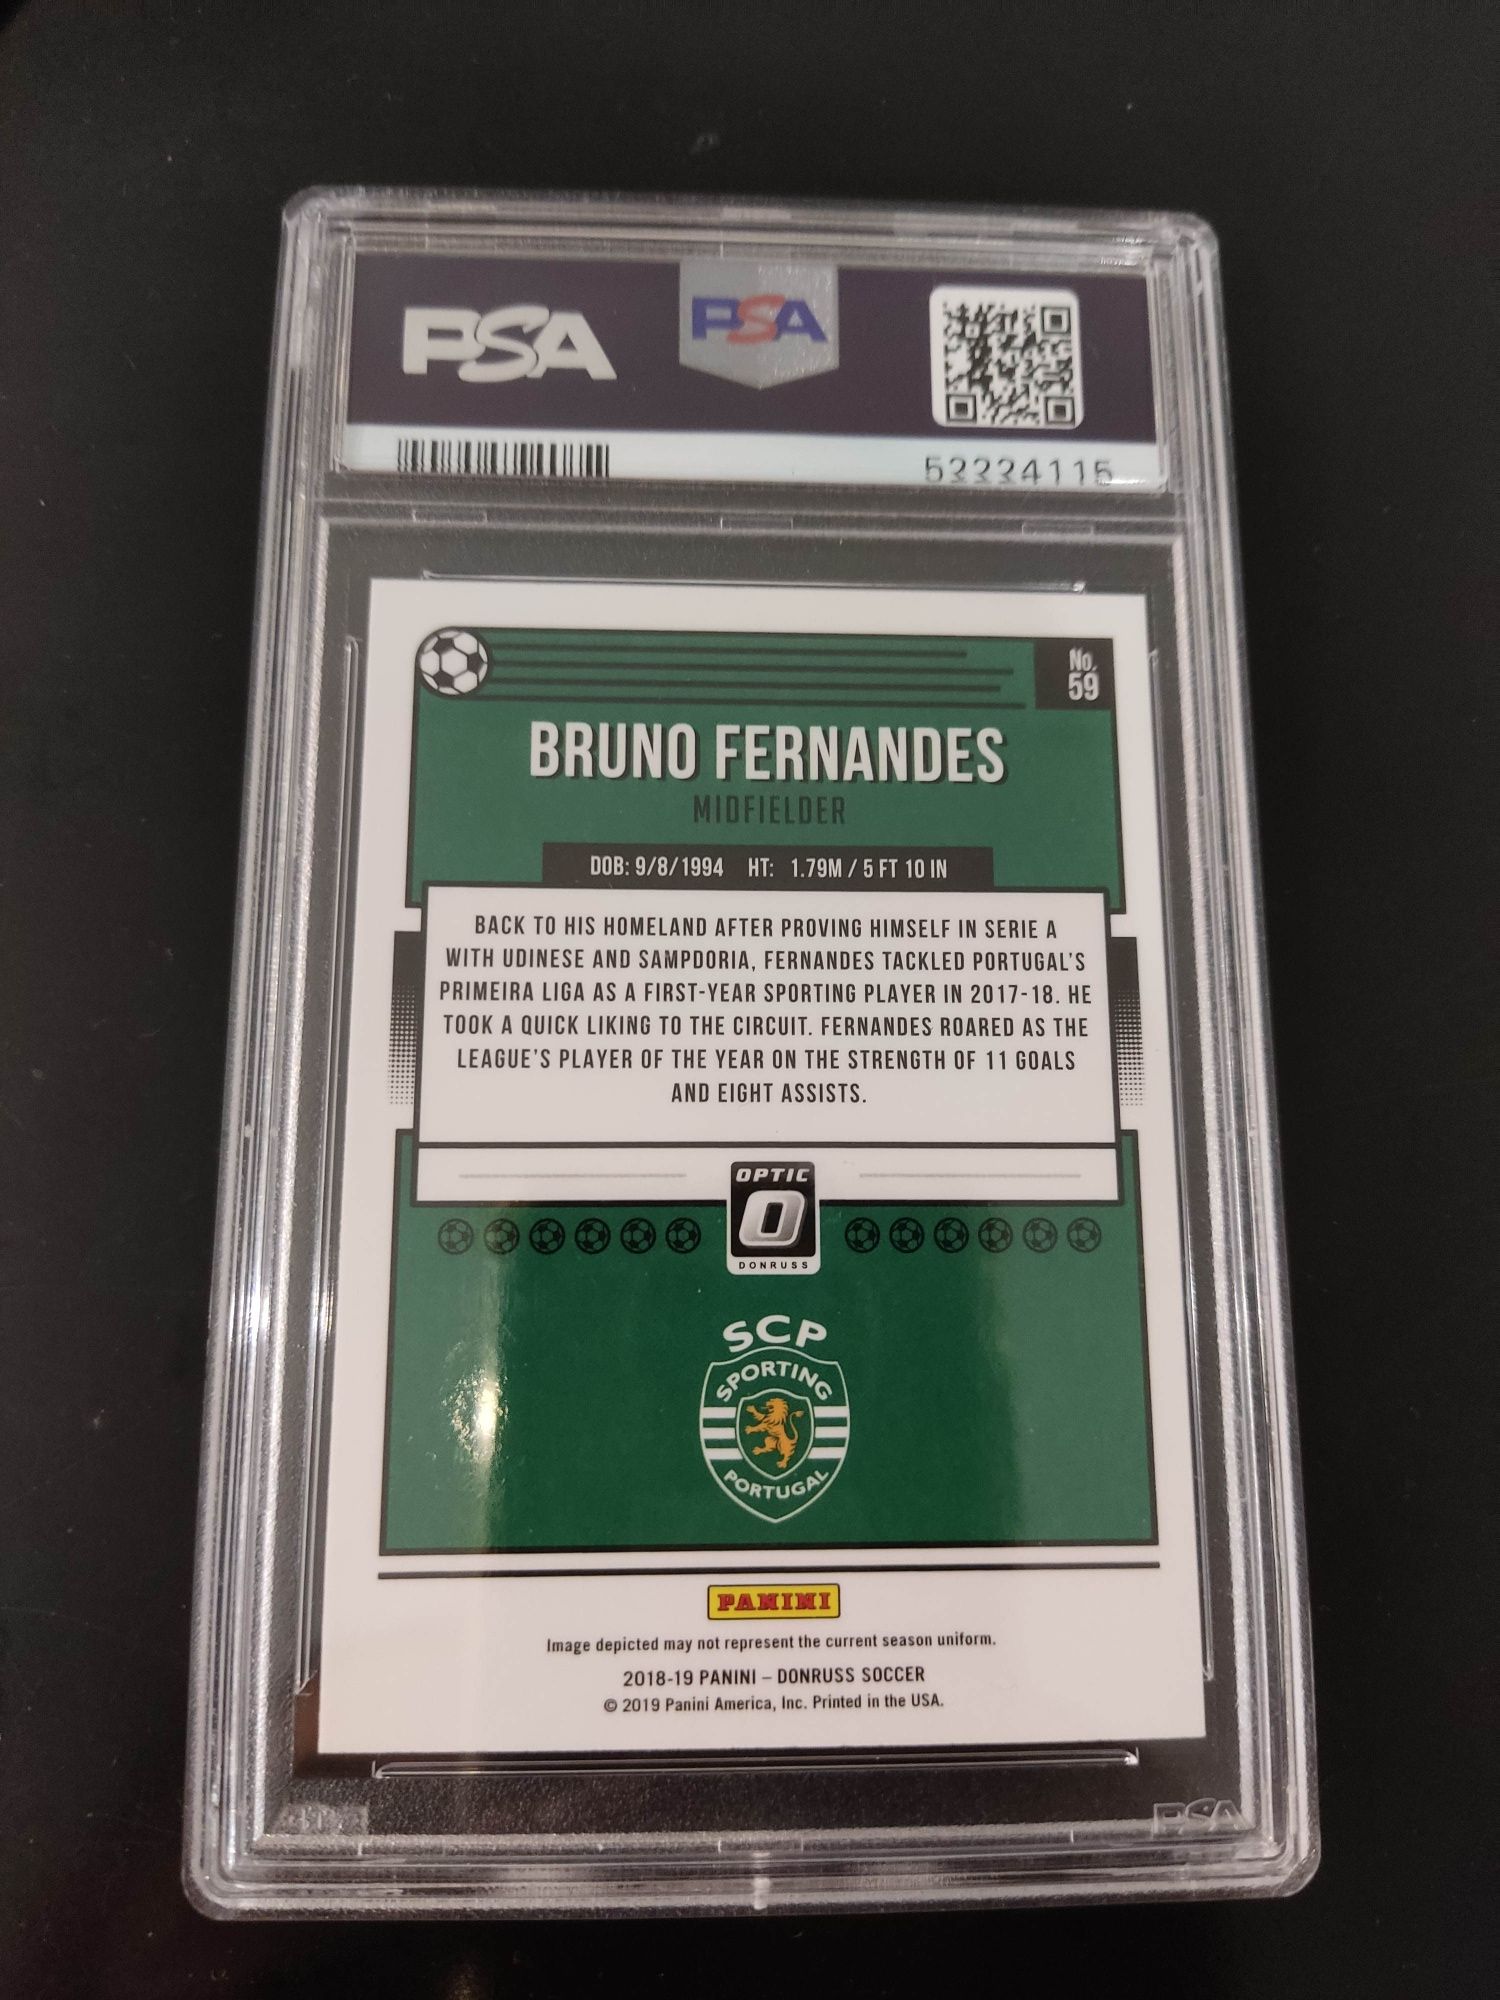 PSA
PSA
53334115
No.
59
BRUNO FERNANDES
MIDFIELDER
DOB: 9/8/1994 HT: 1.79M / 5 FT 10 IN
BACK TO HIS HOMELAND AFTER PROVING HIMSELF IN SERIE A
WITH UDINESE AND SAMPDORIA, FERNANDES TACKLED PORTUGAL'S
PRIMEIRA LIGA AS A FIRST-YEAR SPORTING PLAYER IN 2017-18. HE
TOOK A QUICK LIKING TO THE CIRCUIT. FERNANDES ROARED AS THE
LEAGUE'S PLAYER OF THE YEAR ON THE STRENGTH OF 11 GOALS
AND EIGHT ASSISTS.
OPTIC
O
DONRUSS
SCP
SPORTING
PORTUGAL
PANINI
Image depicted may not represent the current season uniform.
2018-19 PANINI – DONRUSS SOCCER
© 2019 Panini America, Inc. Printed in the USA.
PSA